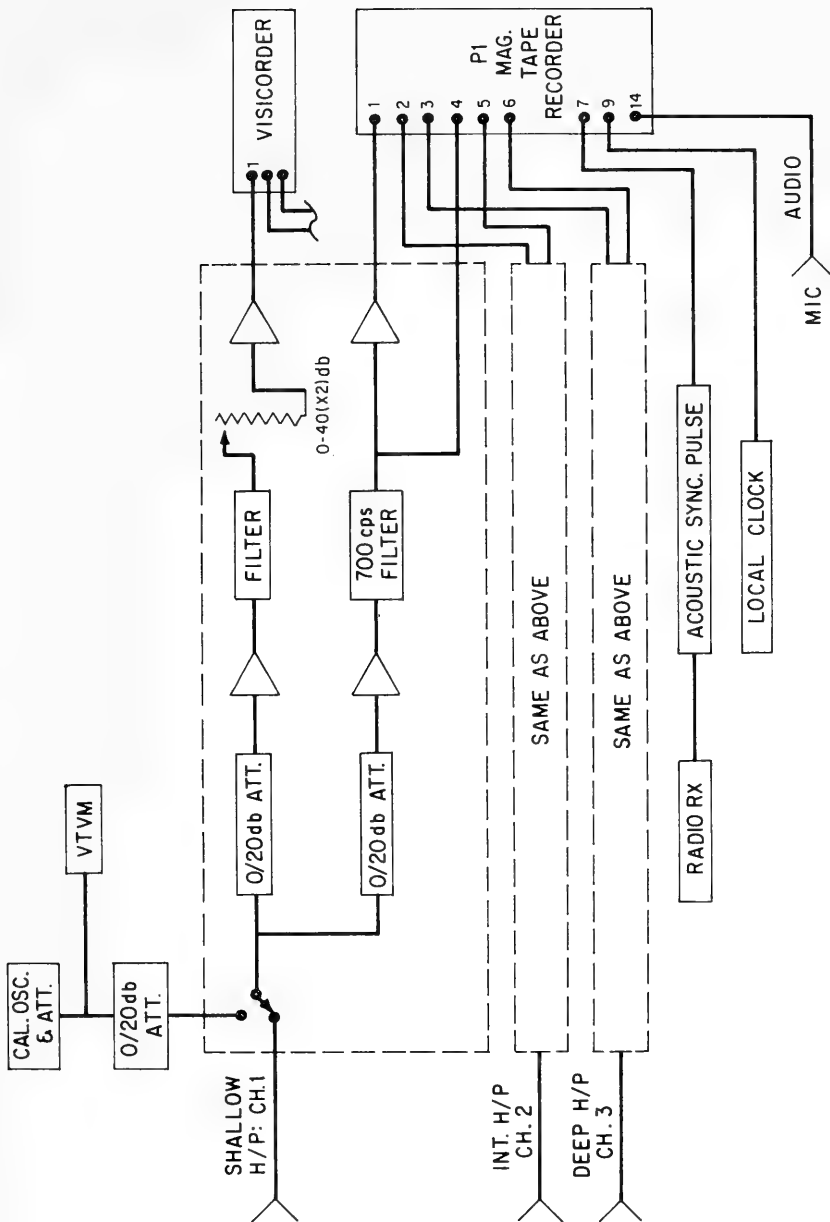 CAL. OSC.
& ATT.
VTVM
0/20db
ATT.
SHALLOW
H/P: CH.1
0/20db ATT.
FILTER
0-40(X2)db
VISICORDER
1
0/20db ATT.
700 cps
FILTER
P1
MAG.
TAPE
RECORDER
1
2
3
4
5
6
7
9
14
INT. H/P
CH. 2
SAME AS ABOVE
DEEP H/P
CH. 3
SAME AS ABOVE
RADIO RX
ACOUSTIC SYNC. PULSE
LOCAL CLOCK
MIC
AUDIO